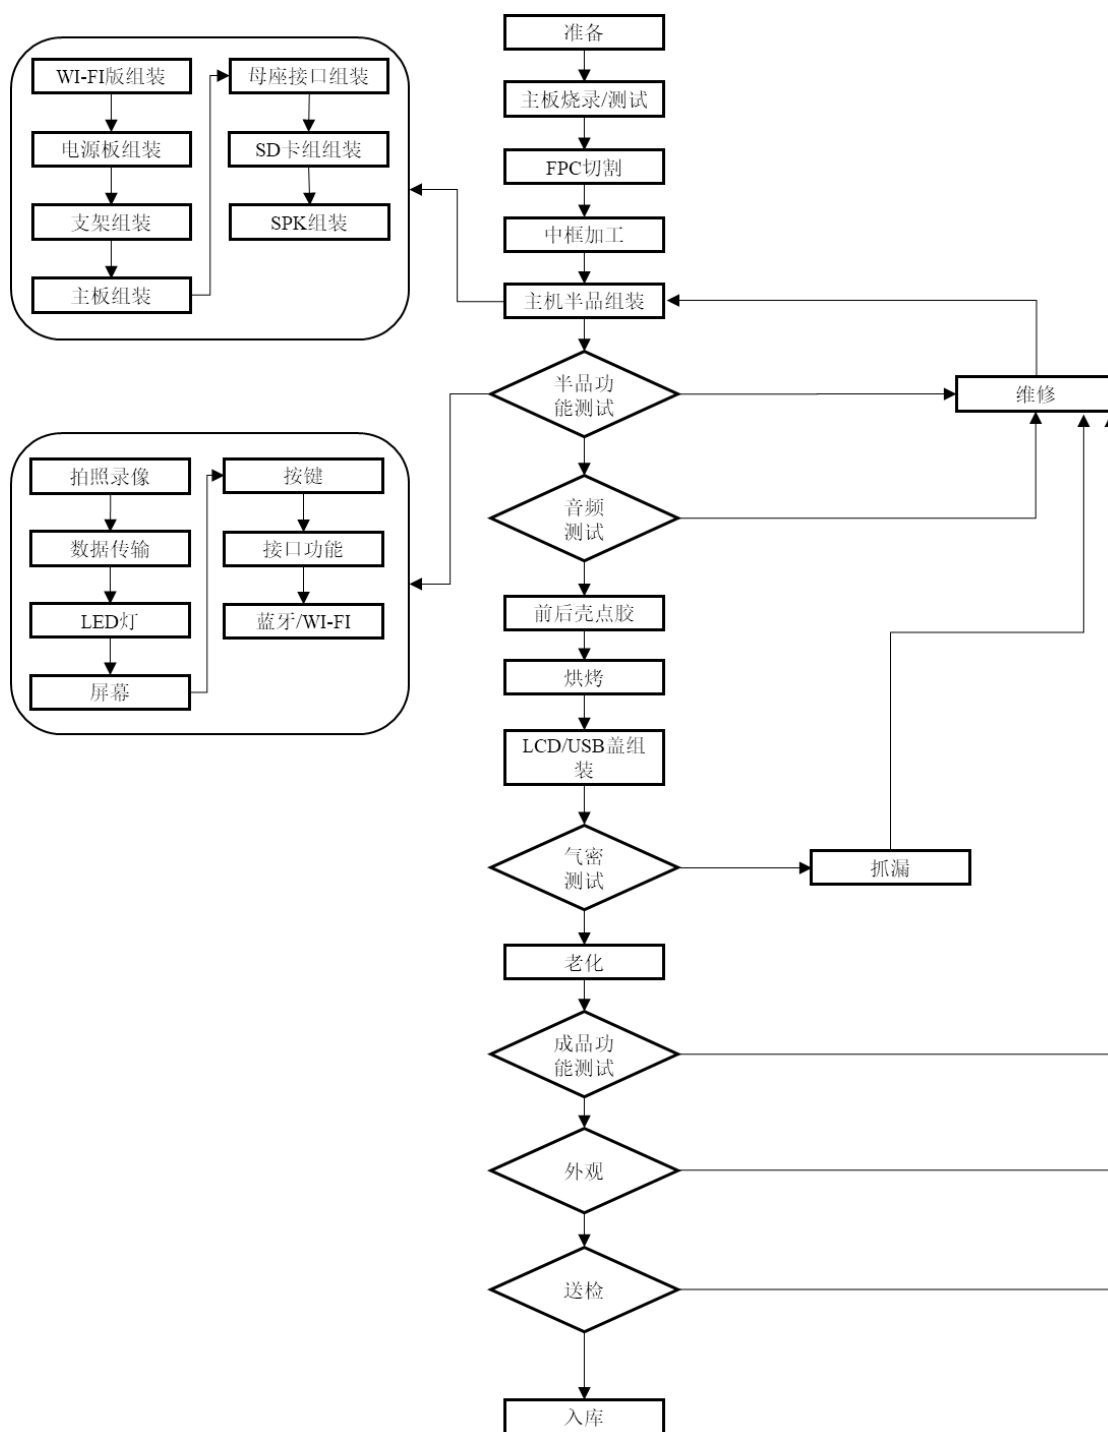 准备
主板烧录/测试
FPC切割
中框加工
主机半品组装
WI-FI版组装
电源板组装
支架组装
主板组装
母座接口组装
SD卡组组装
SPK组装
半品功
能测试
维修
拍照录像
数据传输
LED灯
屏幕
按键
接口功能
蓝牙/WI-FI
音频
测试
前后壳点胶
烘烤
LCD/USB盖组
装
气密
测试
抓漏
老化
成品功
能测试
外观
送检
入库